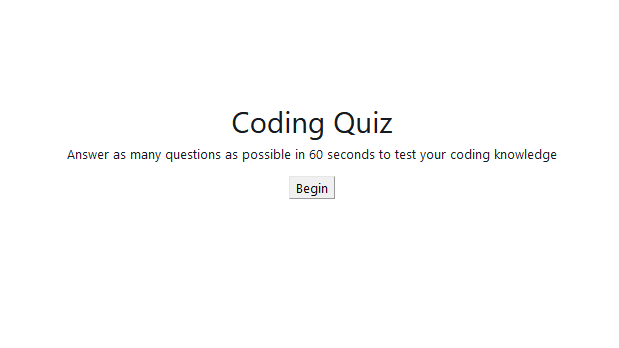 Coding Quiz
Answer as many questions as possible in 60 seconds to test your coding knowledge
Begin